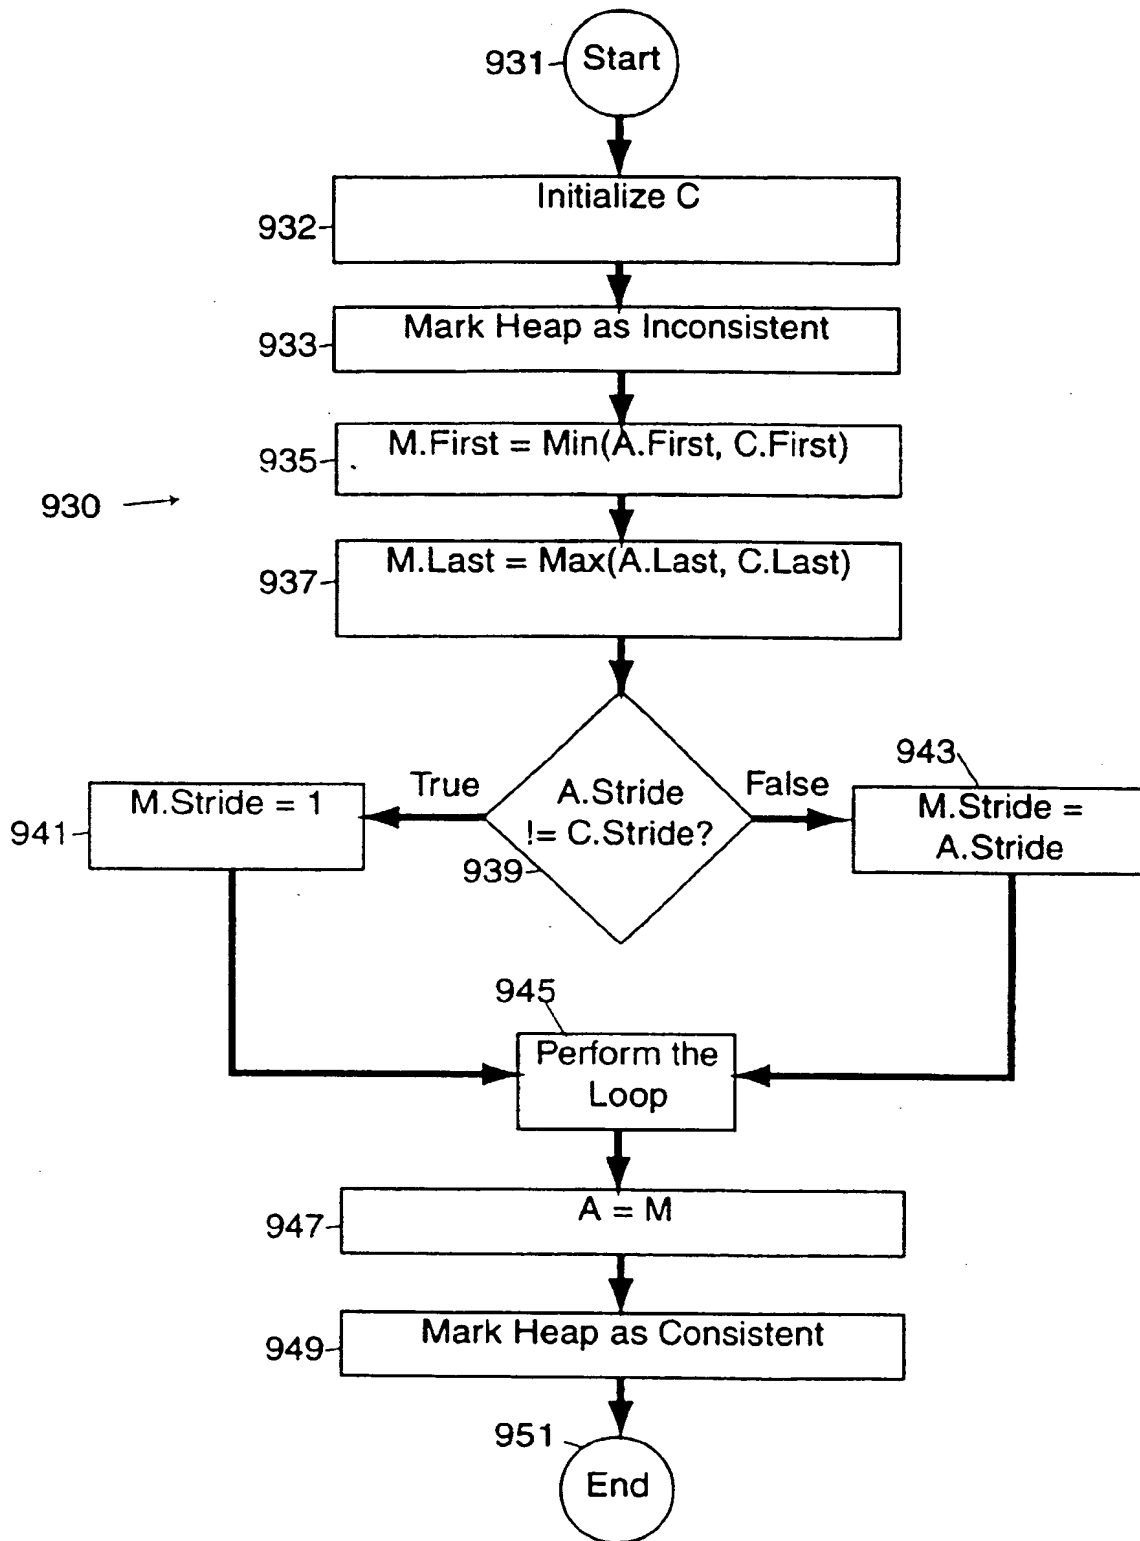 931
Start
Initialize C
932
Mark Heap as Inconsistent
933
M.First = Min(A.First, C.First)
935
930
M.Last = Max(A.Last, C.Last)
937
943
True
False
M.Stride = 1
941
A.Stride
!= C.Stride?
939
M.Stride =
A.Stride
945
Perform the
Loop
A = M
947
Mark Heap as Consistent
949
951
End